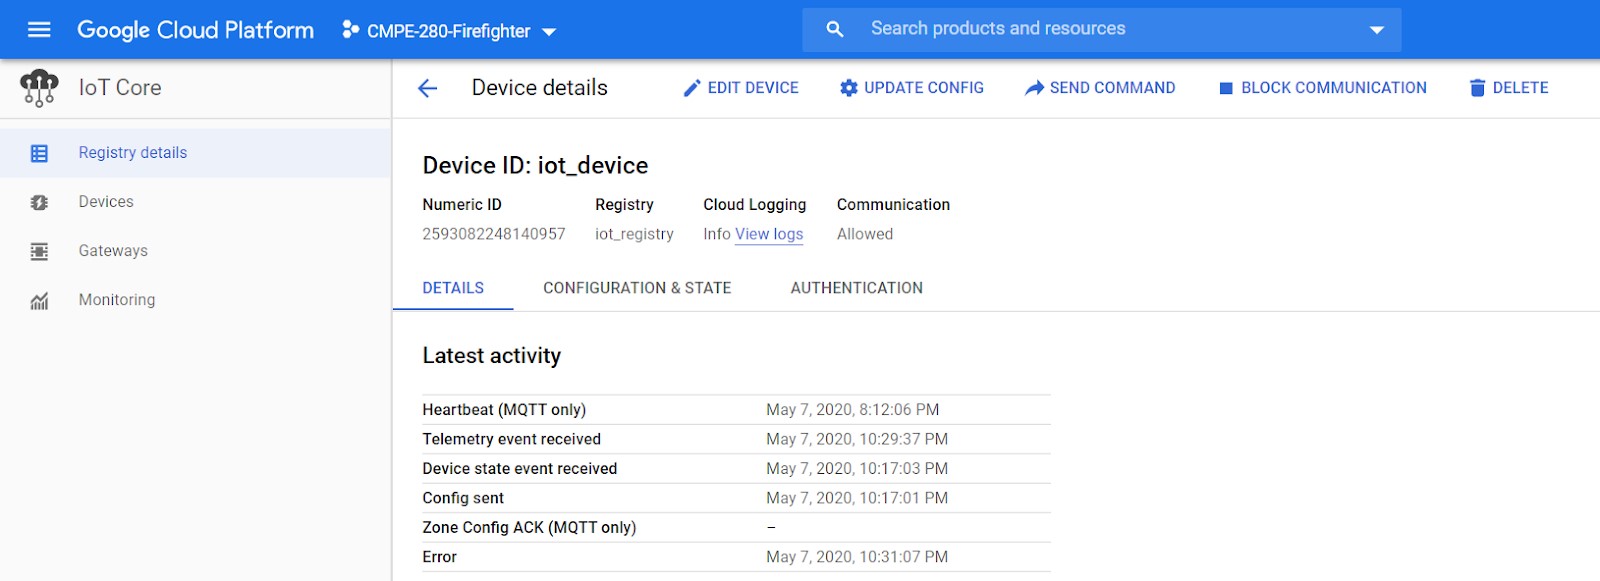 Google Cloud Platform CMPE-280-Firefighter Search products and resources
IoT Core
Registry details
Devices
Gateways
Monitoring
Device details EDIT DEVICE UPDATE CONFIG SEND COMMAND BLOCK COMMUNICATION DELETE
Device ID: iot_device
Numeric ID Registry Cloud Logging Communication
2593082248140957 iot_registry Info View logs Allowed
DETAILS CONFIGURATION & STATE AUTHENTICATION
Latest activity
Heartbeat (MQTT only) May 7, 2020, 8:12:06 PM
Telemetry event received May 7, 2020, 10:29:37 PM
Device state event received May 7, 2020, 10:17:03 PM
Config sent May 7, 2020, 10:17:01 PM
Zone Config ACK (MQTT only) –
Error May 7, 2020, 10:31:07 PM